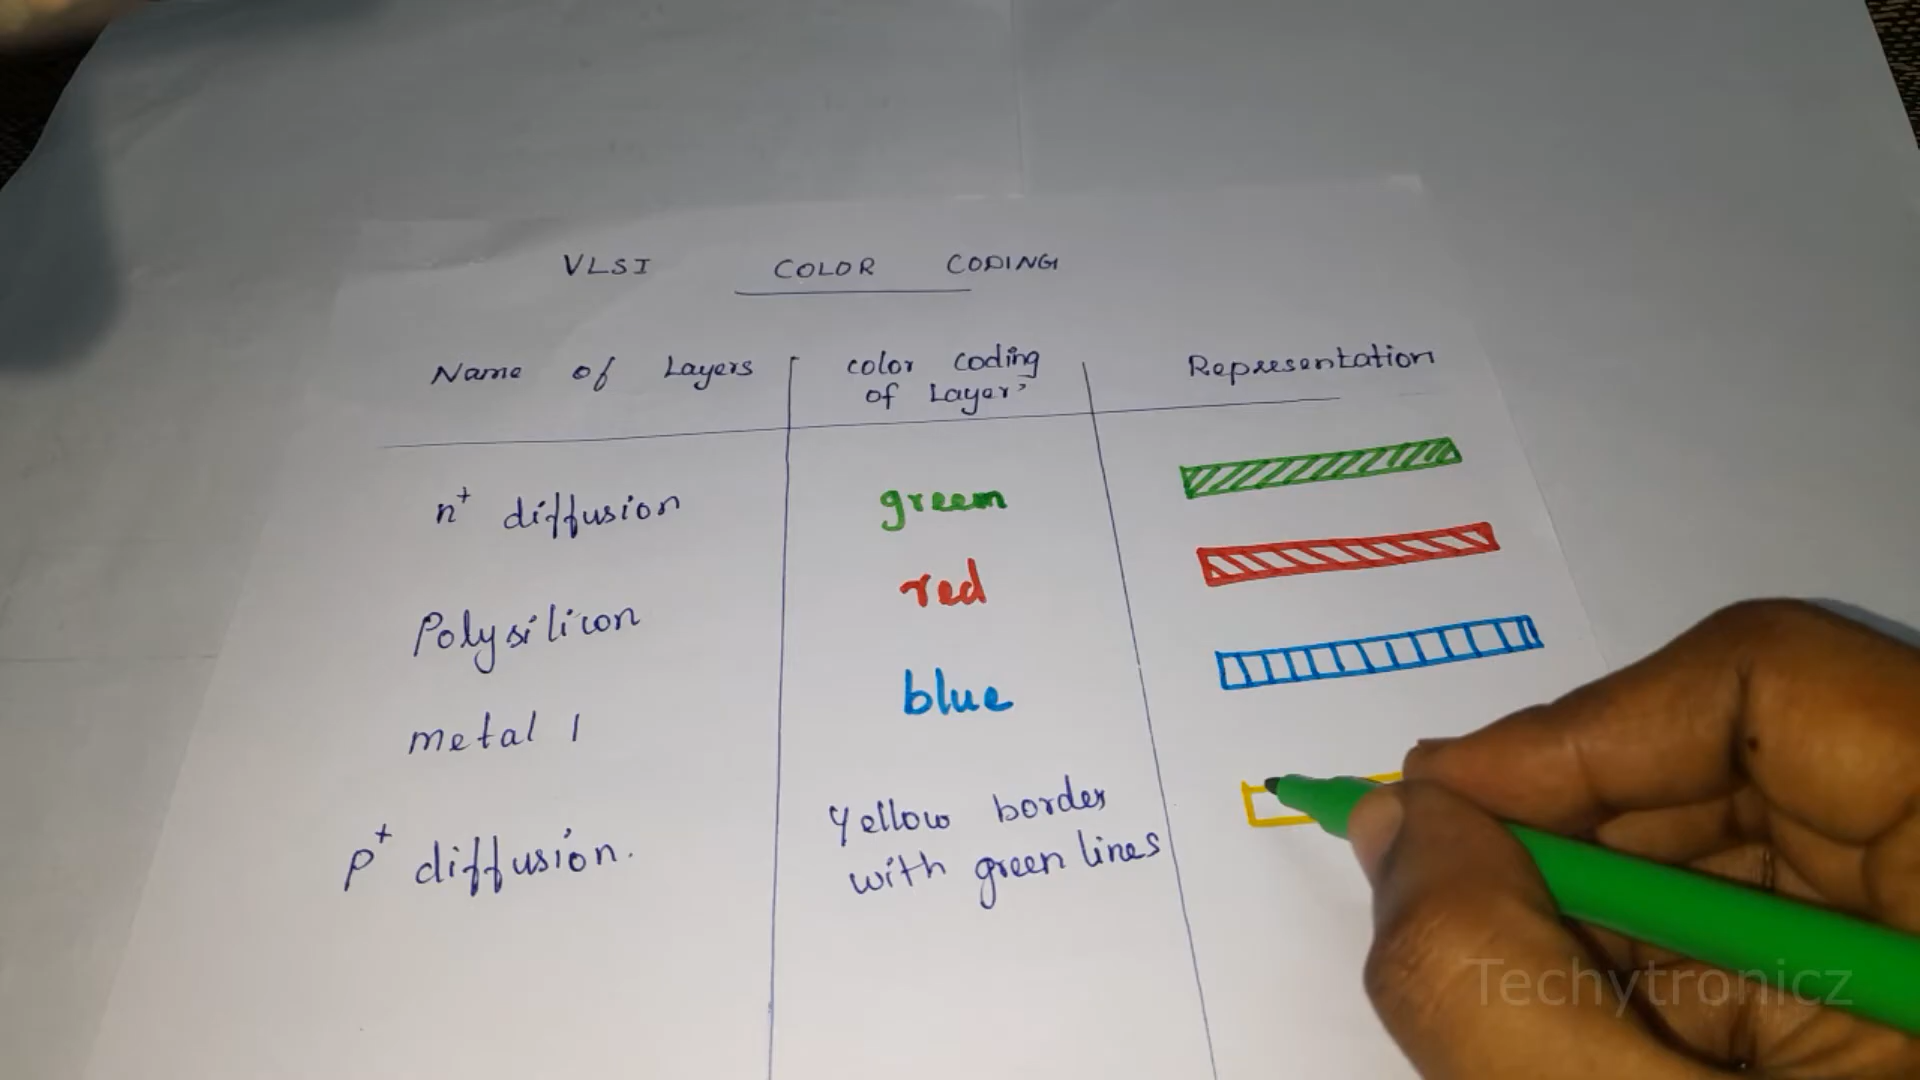 VLSI COLOR CODING
Name of Layers
color coding
of Layer'
Representation
n+ diffusion
green
Polysilicon
red
metal 1
blue
p+ diffusion.
Yellow border
with green lines
Techytronicz